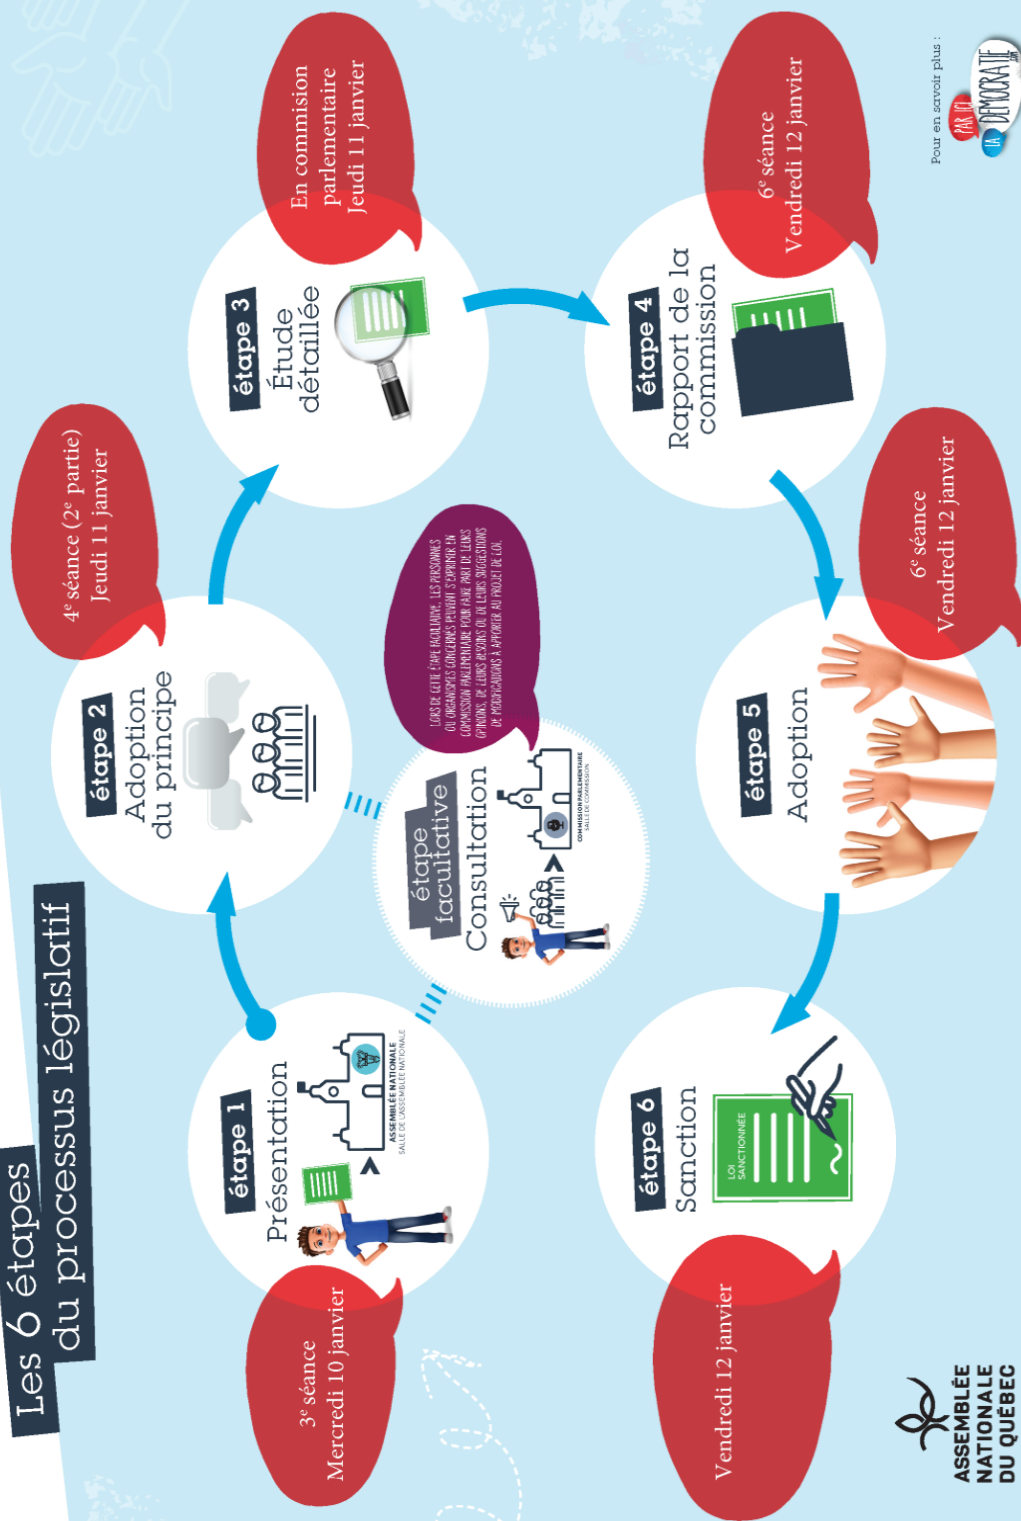 Les 6 étapes
du processus législatif
3e séance
Mercredi 10 janvier
étape 1
Présentation
ASSEMBLÉE NATIONALE
SALLE DE L'ASSEMBLÉE NATIONALE
étape 2
Adoption
du principe
4e séance (2e partie)
Jeudi 11 janvier
étape
facultative
Consultation
COMMISSION PARLEMENTAIRE
SALLE DE COMMISSION
LORS DE CETTE ÉTAPE FACULTATIVE, LES PERSONNES
OU ORGANISMES CONCERNÉS PEUVENT S'EXPRIMER EN
COMMISSION PARLEMENTAIRE POUR FAIRE PART DE LEURS
OPINIONS, DE LEURS BESOINS OU DE LEURS SUGGESTIONS
DE MODIFICATIONS À APPORTER AU PROJET DE LOI.
étape 3
Étude
détaillée
En commision
parlementaire
Jeudi 11 janvier
étape 4
Rapport de la
commission
6e séance
Vendredi 12 janvier
étape 5
Adoption
6e séance
Vendredi 12 janvier
étape 6
Sanction
LOI
SANCTIONNÉE
Vendredi 12 janvier
ASSEMBLÉE
NATIONALE
DU QUÉBEC
Pour en savoir plus :
PAR ICI
LA DÉMOCRATIE
.COM